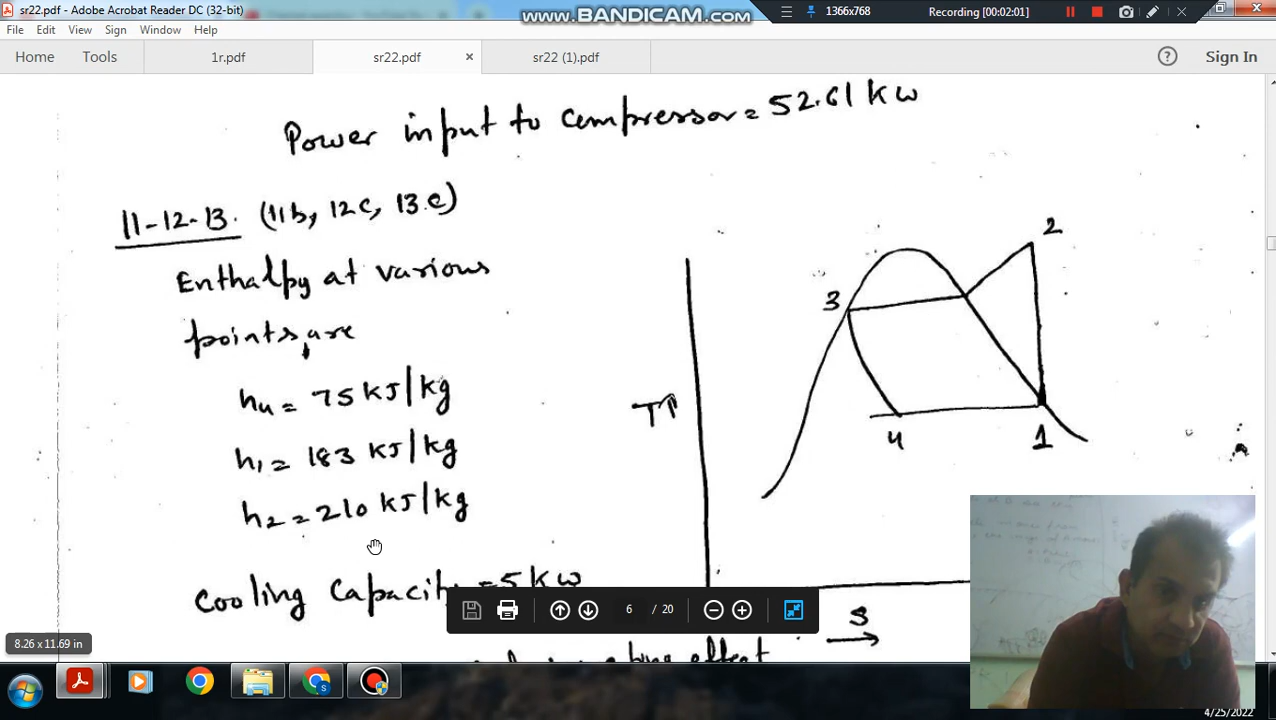 sr22.pdf - Adobe Acrobat Reader DC (32-bit)
www.BANDICAM.com
1366x768
Recording [00:02:01]
File Edit View Sign Window Help
Home Tools 1r.pdf sr22.pdf × sr22 (1).pdf Sign In
Power input to compressor = 52.61 kw
11-12-13. (11b, 12c, 13.c)
Enthalpy at various
points, are
h4 = 75 kJ/kg
h1 = 183 kJ/kg
h2 = 210 kJ/kg
Cooling Capacity = 5 kw
T↑
1
2
3
4
S
8.26 x 11.69 in
6 / 20
4/25/2022